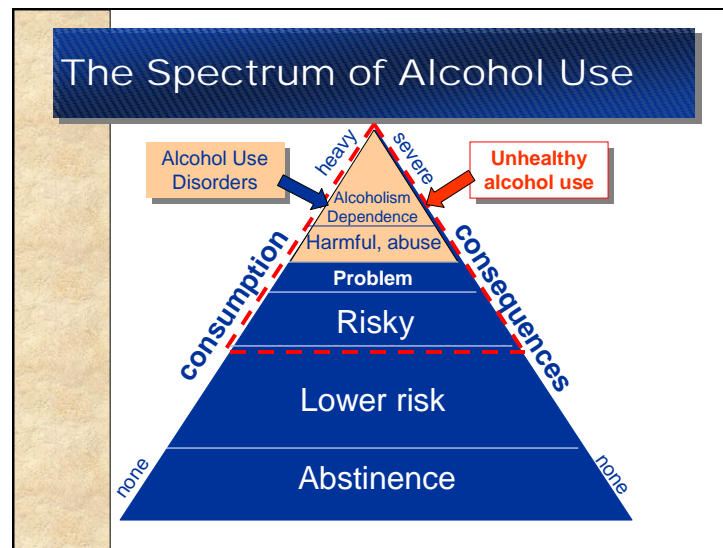 The Spectrum of Alcohol Use
heavy
severe
Alcohol Use
Disorders
Unhealthy
alcohol use
Alcoholism
Dependence
Harmful, abuse
consumption
consequences
Problem
Risky
Lower risk
none
none
Abstinence